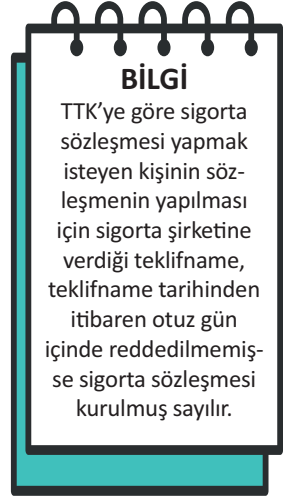 BİLGİ
TTK’ye göre sigorta
sözleşmesi yapmak
isteyen kişinin söz-
leşmenin yapılması
için sigorta şirketine
verdiği teklifname,
teklifname tarihinden
itibaren otuz gün
içinde reddedilmemiş-
se sigorta sözleşmesi
kurulmuş sayılır.